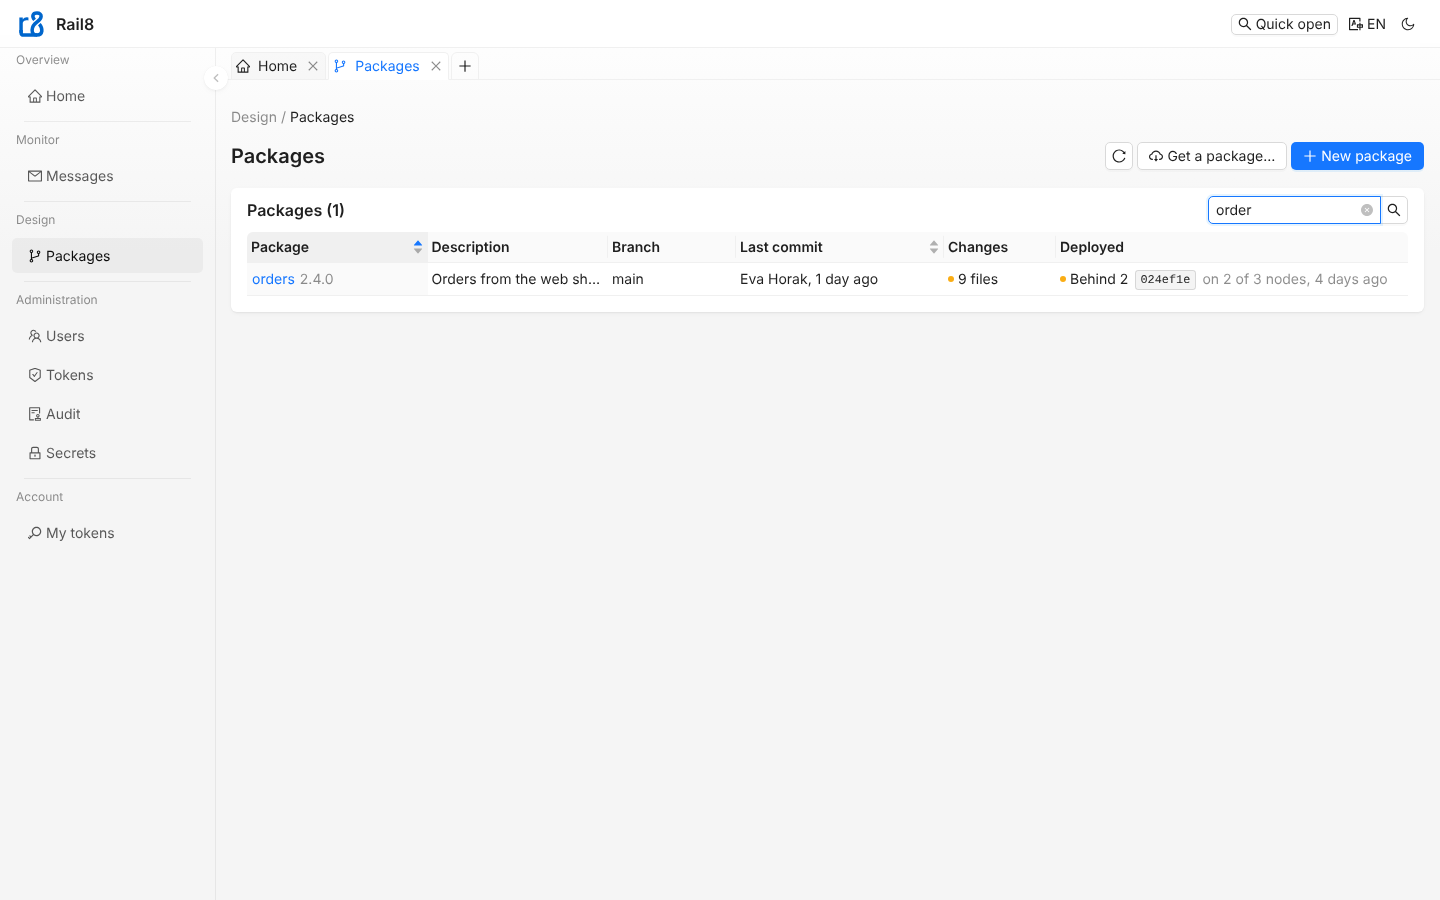 Rail8
Quick open
EN
Overview
Home
Monitor
Messages
Design
Packages
Administration
Users
Tokens
Audit
Secrets
Account
My tokens
Home
Packages
Design / Packages
Packages
Get a package...
New package
Packages (1)
order
Package Description Branch Last commit Changes Deployed
orders 2.4.0 Orders from the web sh... main Eva Horak, 1 day ago 9 files Behind 2 024ef1e on 2 of 3 nodes, 4 days ago